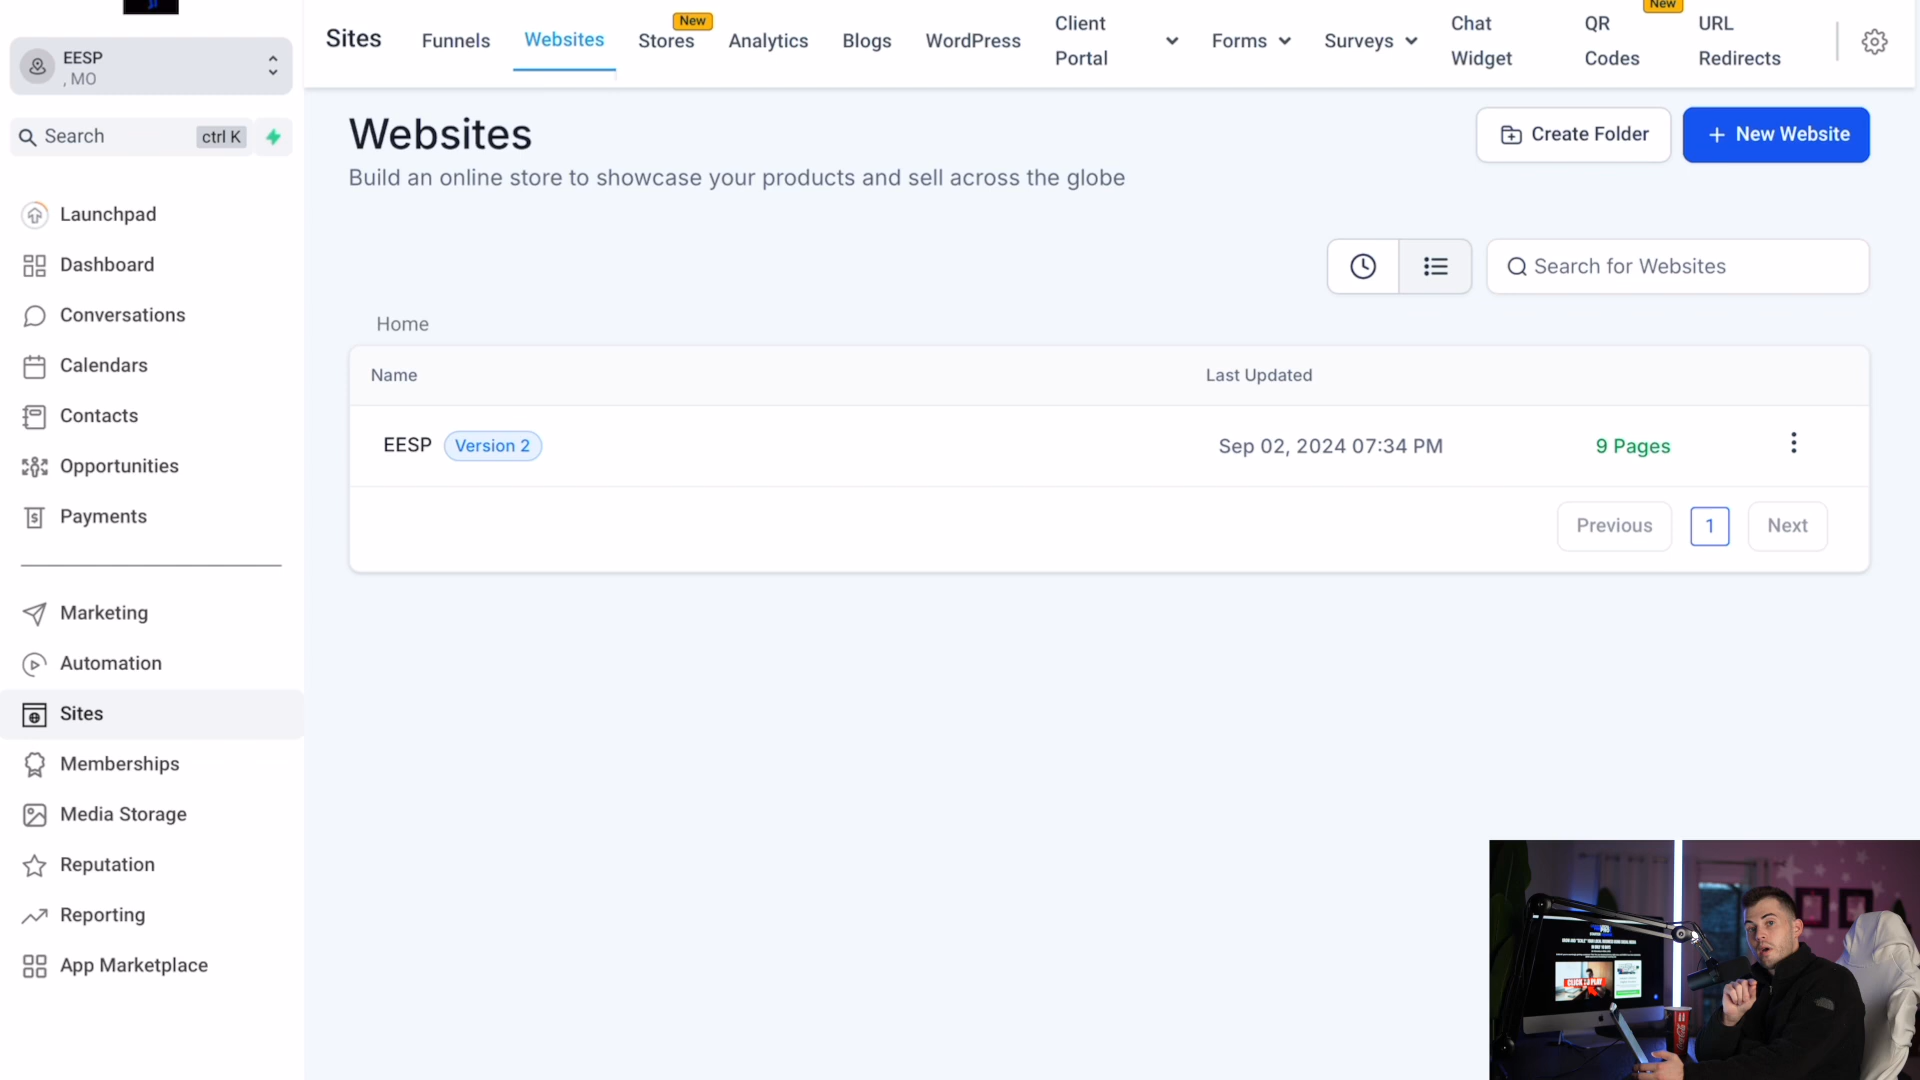 EESP
, MO
Search
ctrl K
Launchpad
Dashboard
Conversations
Calendars
Contacts
Opportunities
Payments
Marketing
Automation
Sites
Memberships
Media Storage
Reputation
Reporting
App Marketplace
Sites
Funnels
Websites
New
Stores
Analytics
Blogs
WordPress
Client
Portal
Forms
Surveys
Chat
Widget
New
QR
Codes
URL
Redirects
Websites
Build an online store to showcase your products and sell across the globe
Create Folder
+ New Website
Search for Websites
Home
Name
Last Updated
EESP
Version 2
Sep 02, 2024 07:34 PM
9 Pages
Previous
1
Next
CLICK TO PLAY